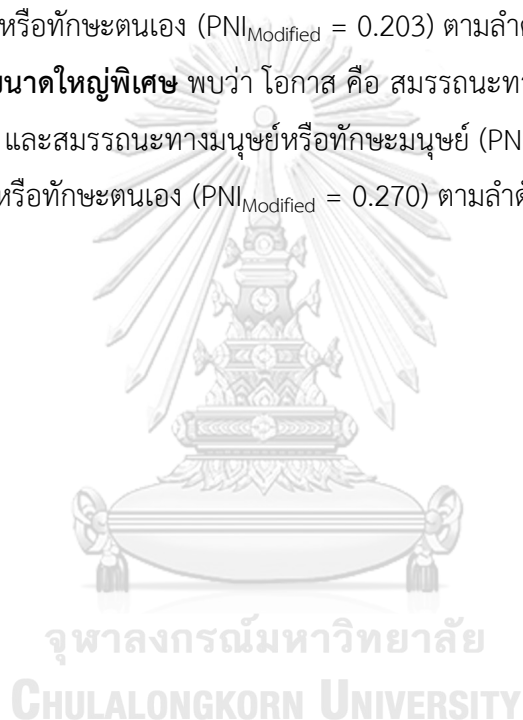 หรือทักษะตนเอง (PNIModified = 0.203) ตามลำดั
ขนาดใหญ่พิเศษ พบว่า โอกาส คือ สมรรถนะทา
และสมรรถนะทางมนุษย์หรือทักษะมนุษย์ (PNI
หรือทักษะตนเอง (PNIModified = 0.270) ตามลำดั
จุฬาลงกรณ์มหาวิทยาลัย
CHULALONGKORN UNIVERSITY